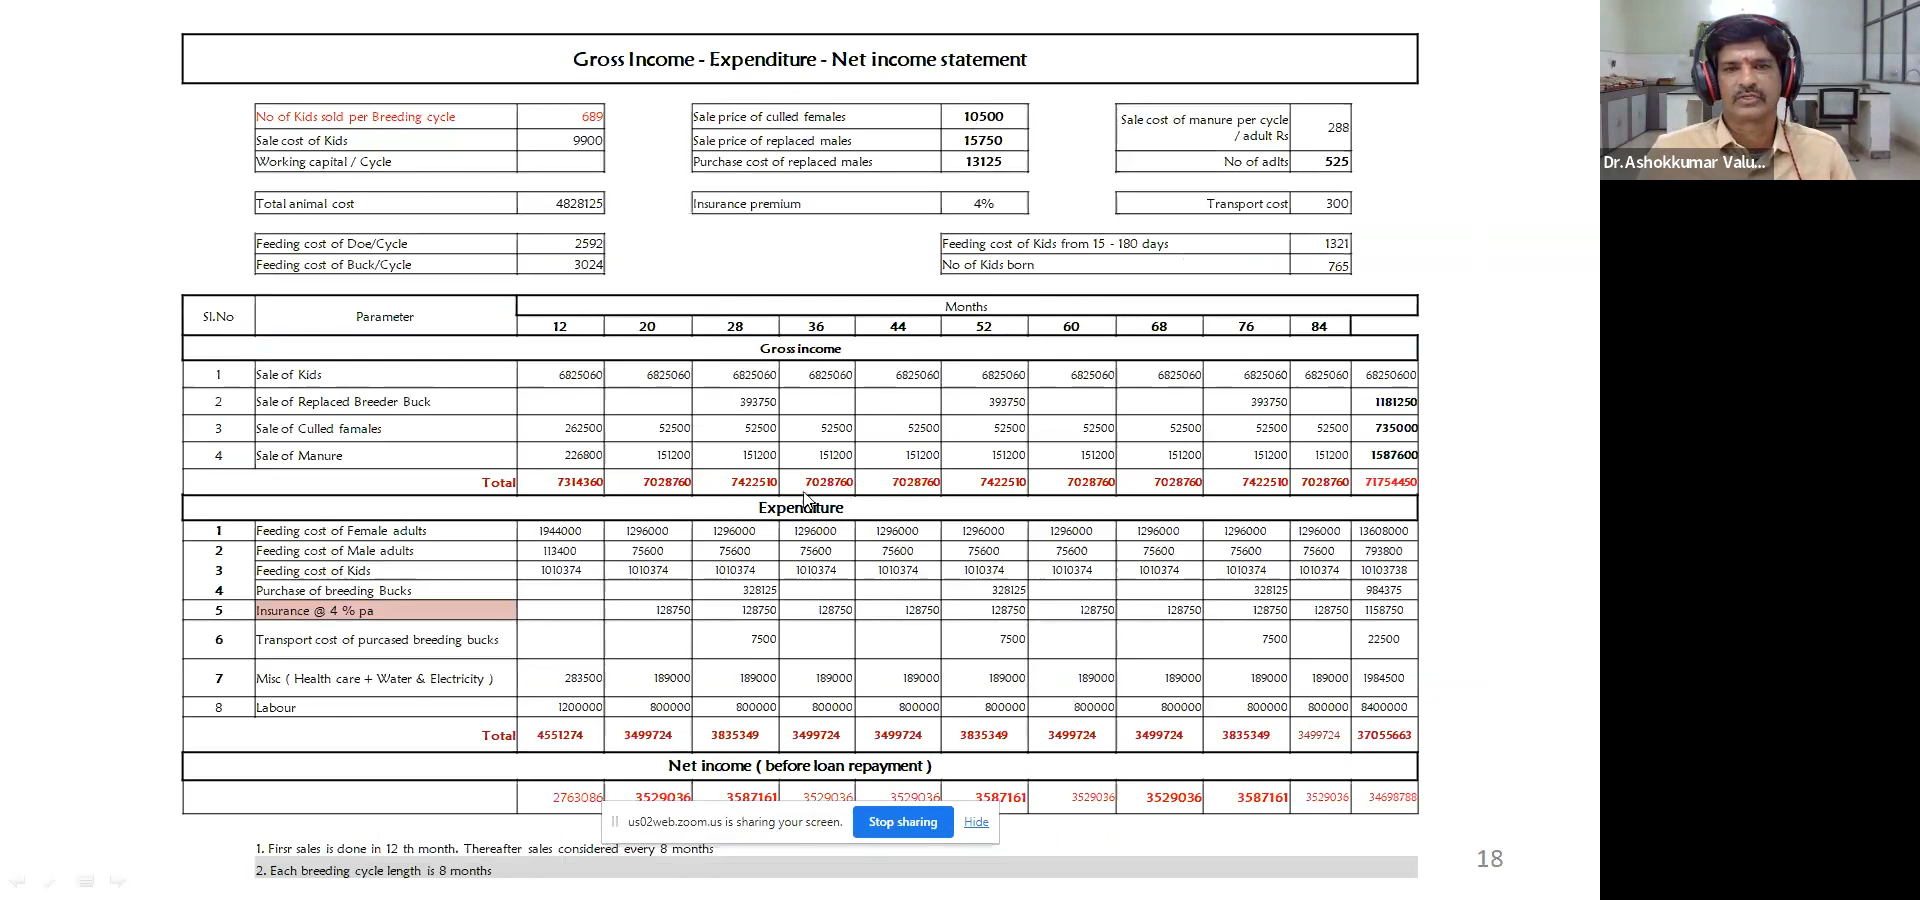 Gross Income - Expenditure - Net income statement
No of Kids sold per Breeding cycle 689
Sale cost of Kids 9900
Working capital / Cycle
Sale price of culled females 10500
Sale price of replaced males 15750
Purchase cost of replaced males 13125
Sale cost of manure per cycle
/ adult Rs 288
No of adlts 525
Total animal cost 4828125
Insurance premium 4%
Transport cost 300
Feeding cost of Doe/Cycle 2592
Feeding cost of Buck/Cycle 3024
Feeding cost of Kids from 15 - 180 days 1321
No of Kids born 765
Sl.No Parameter Months
12 20 28 36 44 52 60 68 76 84
Gross income
1 Sale of Kids 6825060 6825060 6825060 6825060 6825060 6825060 6825060 6825060 6825060 6825060 68250600
2 Sale of Replaced Breeder Buck 393750 393750 393750 1181250
3 Sale of Culled famales 262500 52500 52500 52500 52500 52500 52500 52500 52500 52500 735000
4 Sale of Manure 226800 151200 151200 151200 151200 151200 151200 151200 151200 151200 1587600
Total 7314360 7028760 7422510 7028760 7028760 7422510 7028760 7028760 7422510 7028760 71754450
Expenditure
1 Feeding cost of Female adults 1944000 1296000 1296000 1296000 1296000 1296000 1296000 1296000 1296000 1296000 13608000
2 Feeding cost of Male adults 113400 75600 75600 75600 75600 75600 75600 75600 75600 75600 793800
3 Feeding cost of Kids 1010374 1010374 1010374 1010374 1010374 1010374 1010374 1010374 1010374 1010374 10103738
4 Purchase of breeding Bucks 328125 328125 328125 984375
5 Insurance @ 4 % pa 128750 128750 128750 128750 128750 128750 128750 128750 128750 1158750
6 Transport cost of purcased breeding bucks 7500 7500 7500 22500
7 Misc ( Health care + Water & Electricity ) 283500 189000 189000 189000 189000 189000 189000 189000 189000 189000 1984500
8 Labour 1200000 800000 800000 800000 800000 800000 800000 800000 800000 800000 8400000
Total 4551274 3499724 3835349 3499724 3499724 3835349 3499724 3499724 3835349 3499724 37055663
Net income ( before loan repayment )
2763086 3529036 3587161 3529036 3529036 3587161 3529036 3529036 3587161 3529036 34698788
us02web.zoom.us is sharing your screen. Stop sharing Hide
1. Firsr sales is done in 12 th month. Thereafter sales considered every 8 months
2. Each breeding cycle length is 8 months
18
Dr.Ashokkumar Valu...